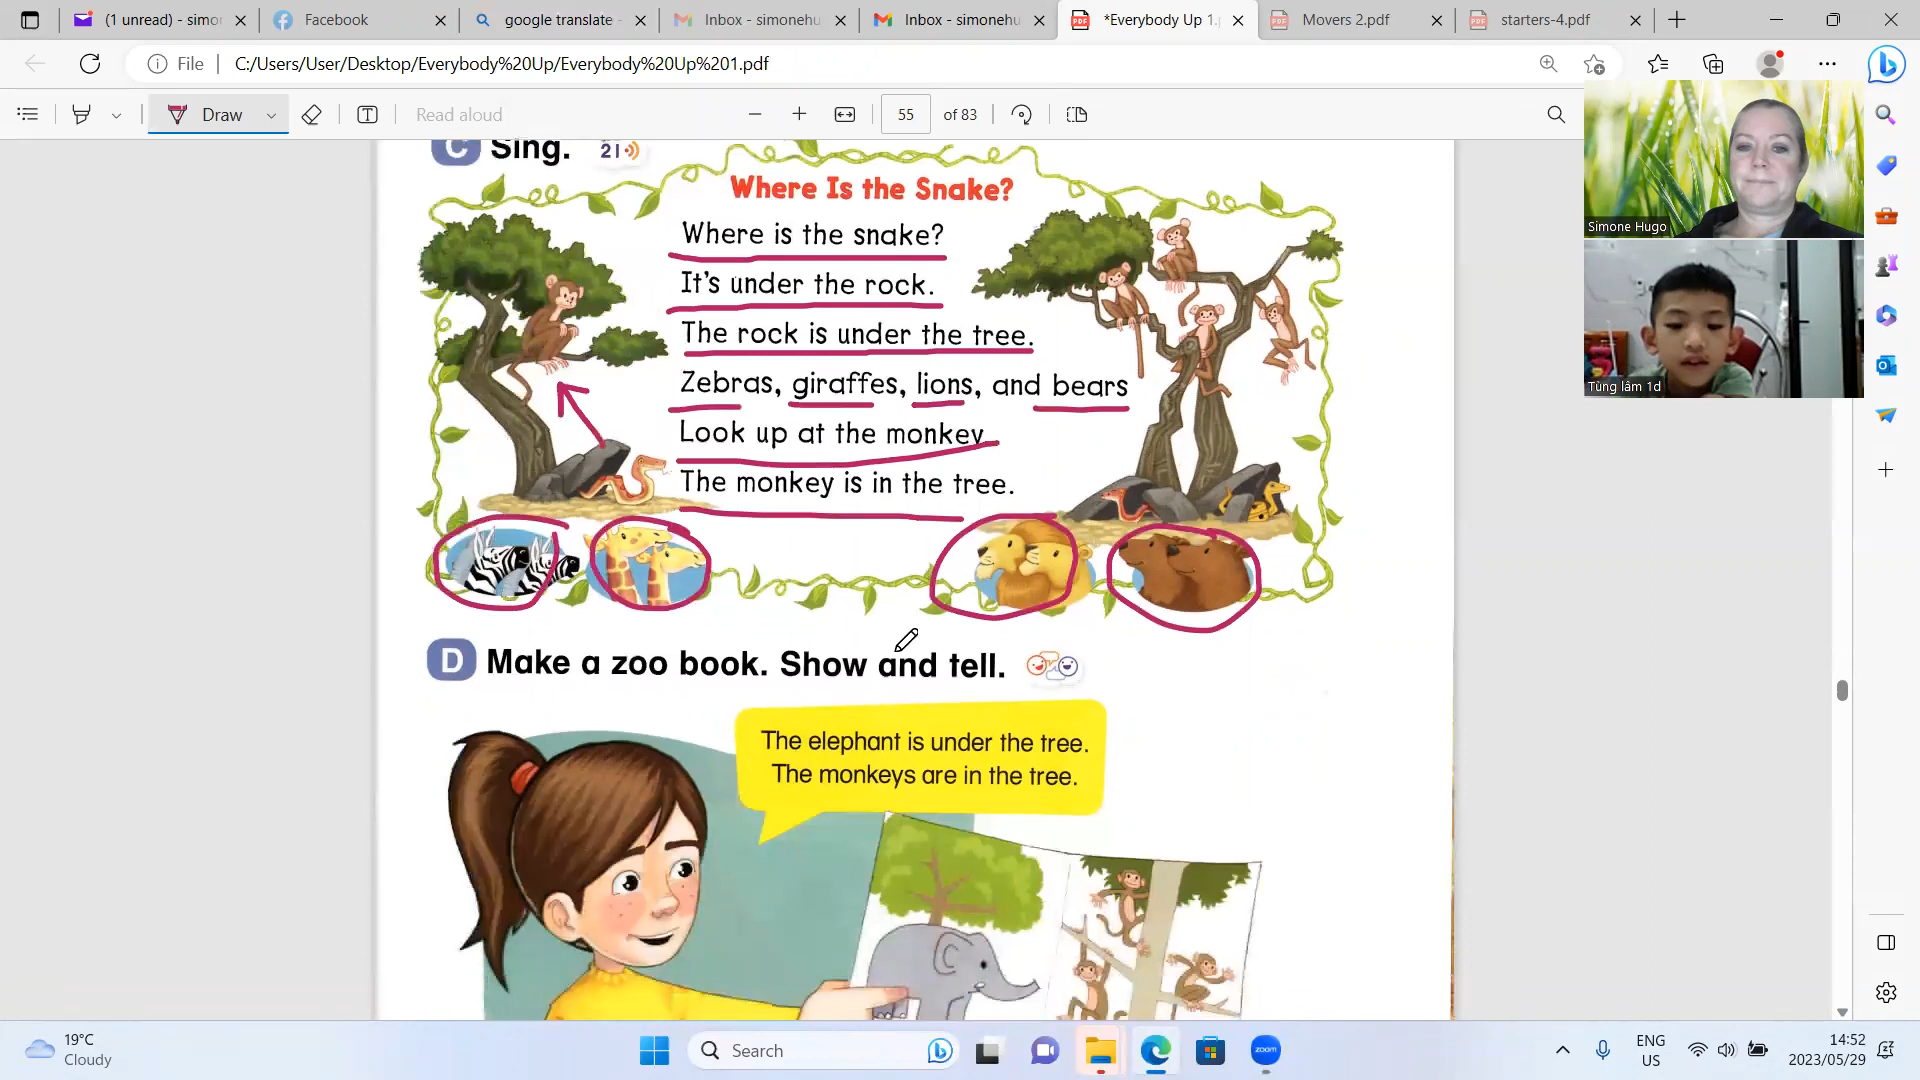 (1 unread) - simo
Facebook
google translate -
Inbox - simonehu
Inbox - simonehu
*Everybody Up 1.p
Movers 2.pdf
starters-4.pdf
File
C:/Users/User/Desktop/Everybody%20Up/Everybody%20Up%201.pdf
Draw
Read aloud
55
of 83
C Sing. 21
Where Is the Snake?
Where is the snake?
It's under the rock.
The rock is under the tree.
Zebras, giraffes, lions, and bears
Look up at the monkey.
The monkey is in the tree.
D Make a zoo book. Show and tell.
The elephant is under the tree.
The monkeys are in the tree.
Simone Hugo
Tùng lâm 1d
19°C
Cloudy
Search
zoom
ENG
US
14:52
2023/05/29